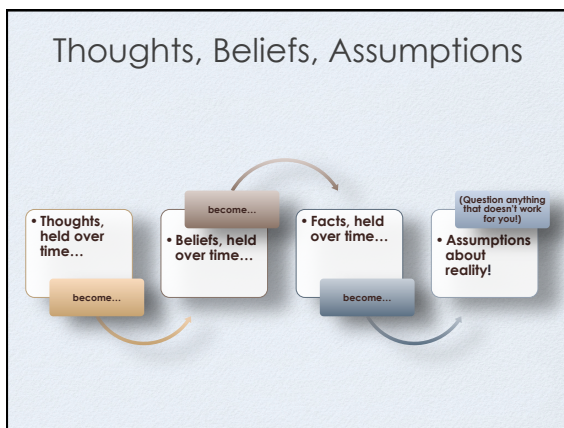 Thoughts, Beliefs, Assumptions
• Thoughts,
held over
time…
become…
become…
• Beliefs, held
over time…
• Facts, held
over time…
become…
(Question anything
that doesn't work
for you!)
• Assumptions
about
reality!